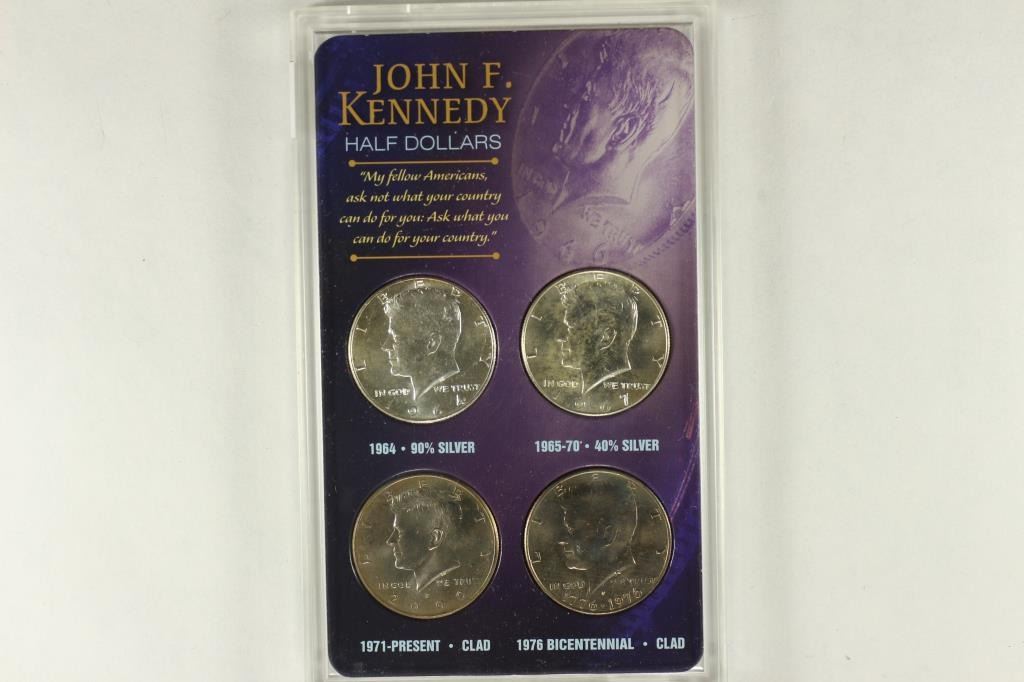 JOHN F.
KENNEDY
HALF DOLLARS
"My fellow Americans,
ask not what your country
can do for you: Ask what you
can do for your country."
LIBERTY
IN GOD WE TRUST
1964
LIBERTY
IN GOD WE TRUST
1967
1964 • 90% SILVER
1965-70* • 40% SILVER
LIBERTY
IN GOD WE TRUST
LIBERTY
IN GOD WE TRUST
1776-1976
1971-PRESENT • CLAD
1976 BICENTENNIAL • CLAD